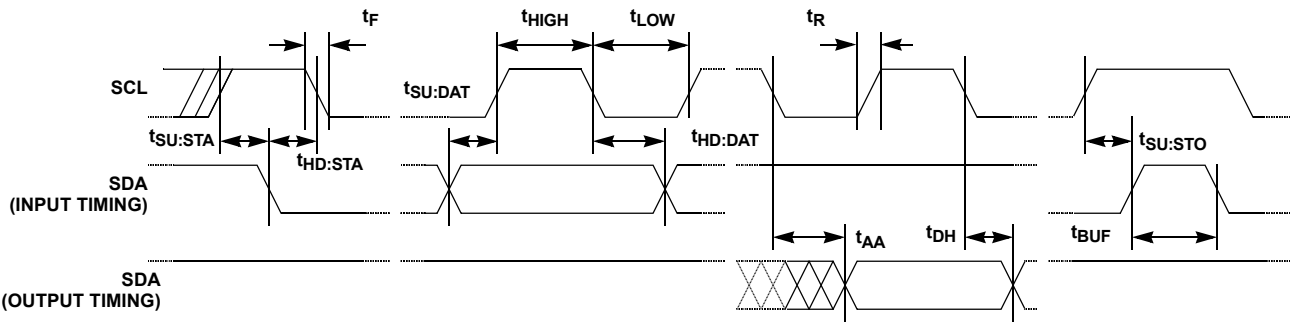 tF
tHIGH
tLOW
tR
SCL
tSU:DAT
tSU:STA
tHD:STA
tHD:DAT
tSU:STO
SDA
(INPUT TIMING)
tAA
tDH
tBUF
SDA
(OUTPUT TIMING)